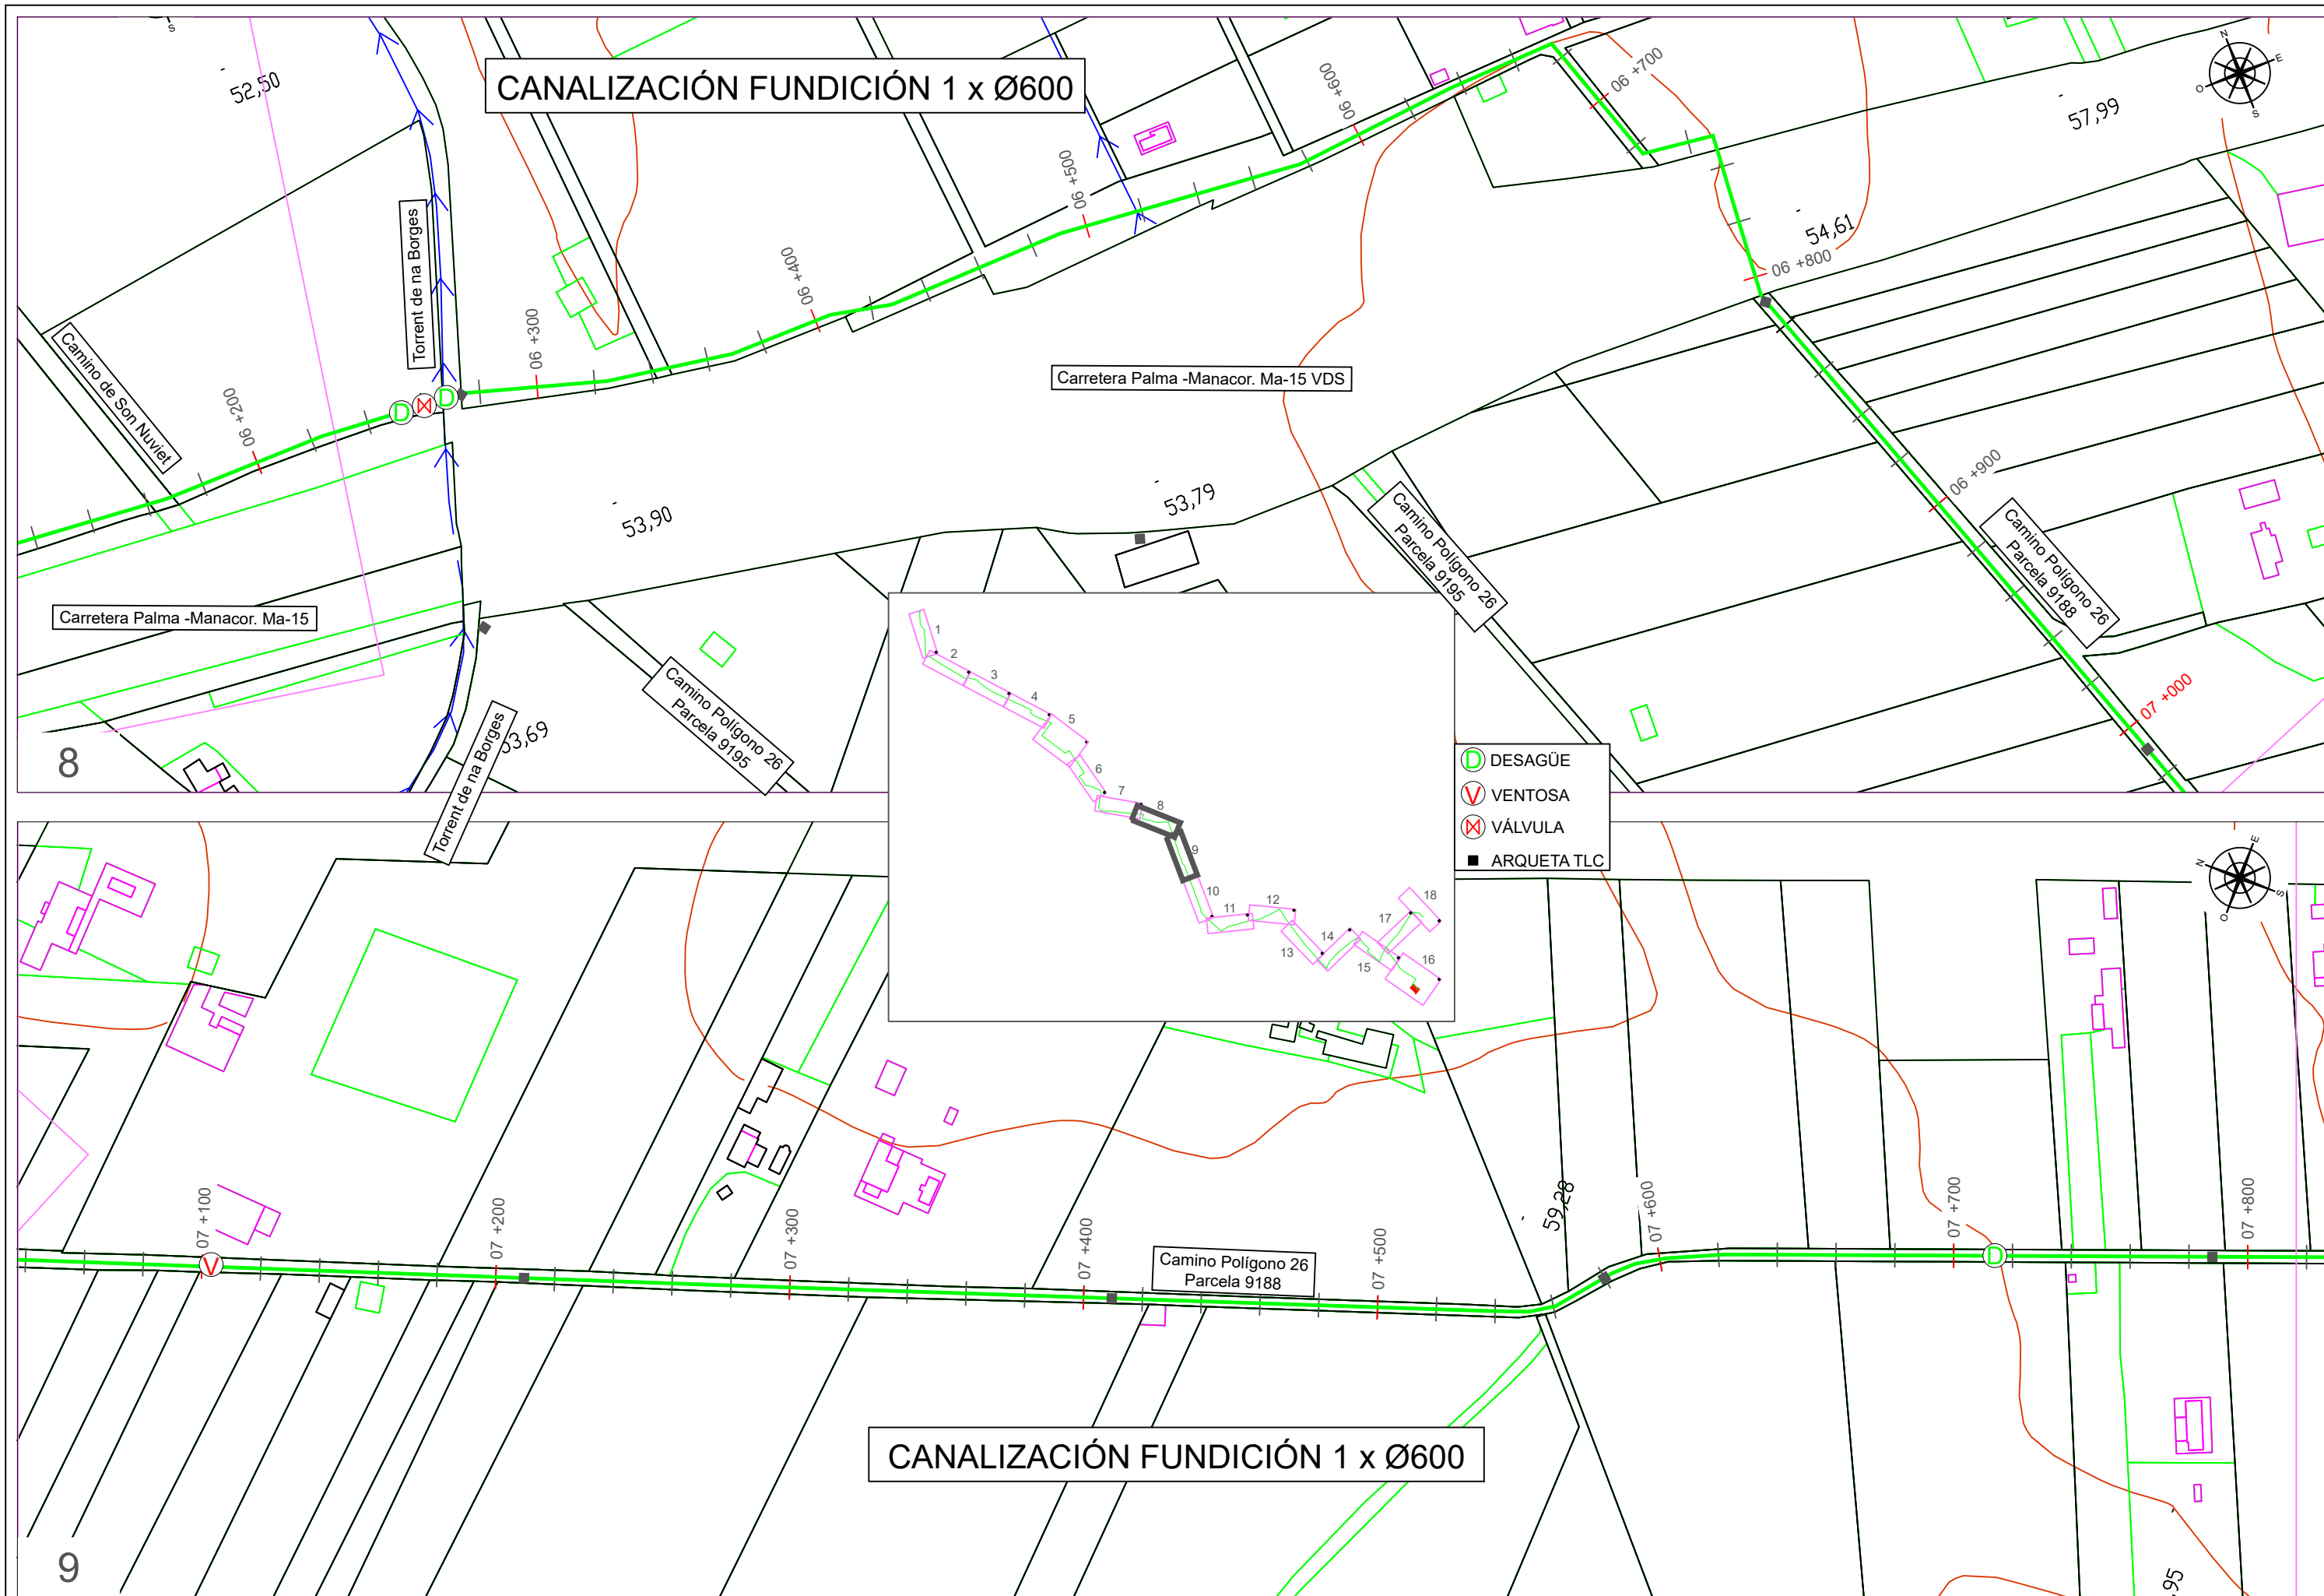 S
52,50
CANALIZACIÓN FUNDICIÓN 1 x Ø600
06 +600
06 +700
N
E
O
S
57,99
06 +500
54,61
06 +800
Torrent de na Borges
06 +400
06 +300
Camino de Son Nuviet
06 +200
Carretera Palma -Manacor. Ma-15 VDS
53,90
53,79
Camino Polígono 26
Parcela 9195
06 +900
Camino Polígono 26
Parcela 9188
Carretera Palma -Manacor. Ma-15
Camino Polígono 26
Parcela 9195
53,69
Torrent de na Borges
07 +000
8
1
2
3
4
5
6
7
8
9
10
11
12
13
14
15
16
17
18
D DESAGÜE
V VENTOSA
VÁLVULA
ARQUETA TLC
D
D
N
E
O
S
07 +100
V
07 +200
07 +300
07 +400
Camino Polígono 26
Parcela 9188
07 +500
59,28
07 +600
07 +700
D
07 +800
CANALIZACIÓN FUNDICIÓN 1 x Ø600
9